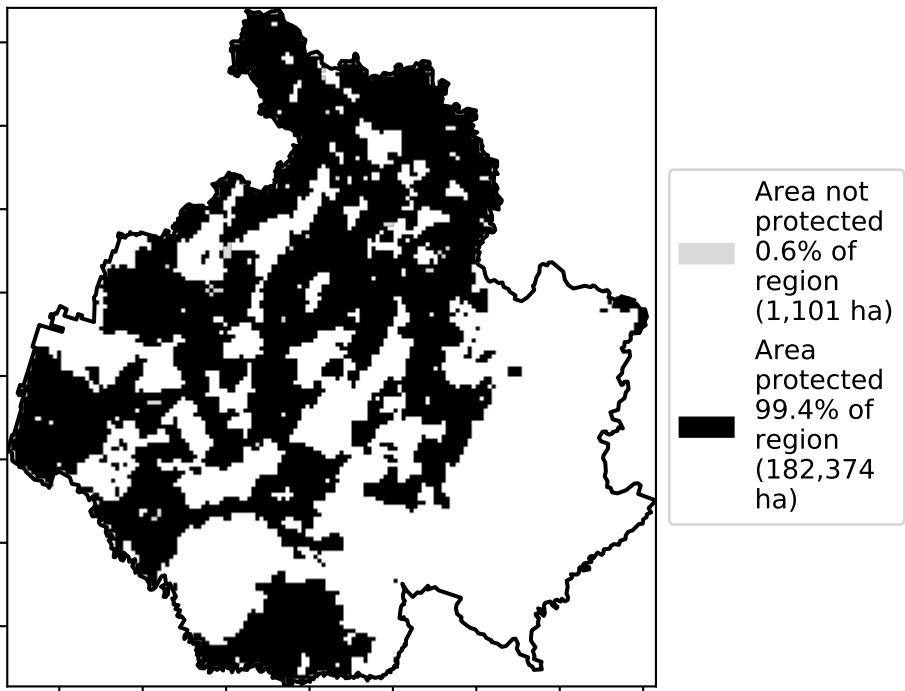 Area not
protected
0.6% of
region
(1,101 ha)
Area
protected
99.4% of
region
(182,374
ha)